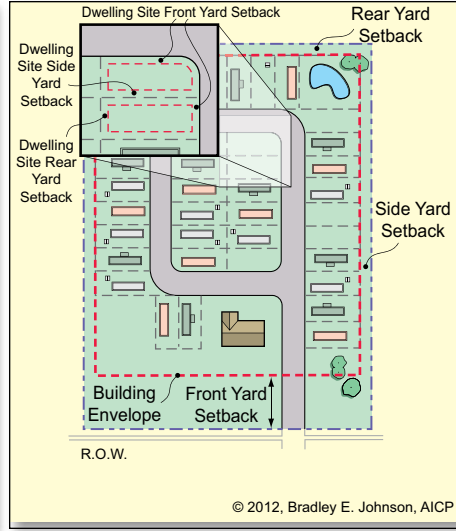 Dwelling Site Front Yard Setback
Dwelling
Site Side
Yard
Setback
Dwelling
Site Rear
Yard
Setback
Rear Yard
Setback
Side Yard
Setback
Building
Envelope
Front Yard
Setback
R.O.W.
© 2012, Bradley E. Johnson, AICP